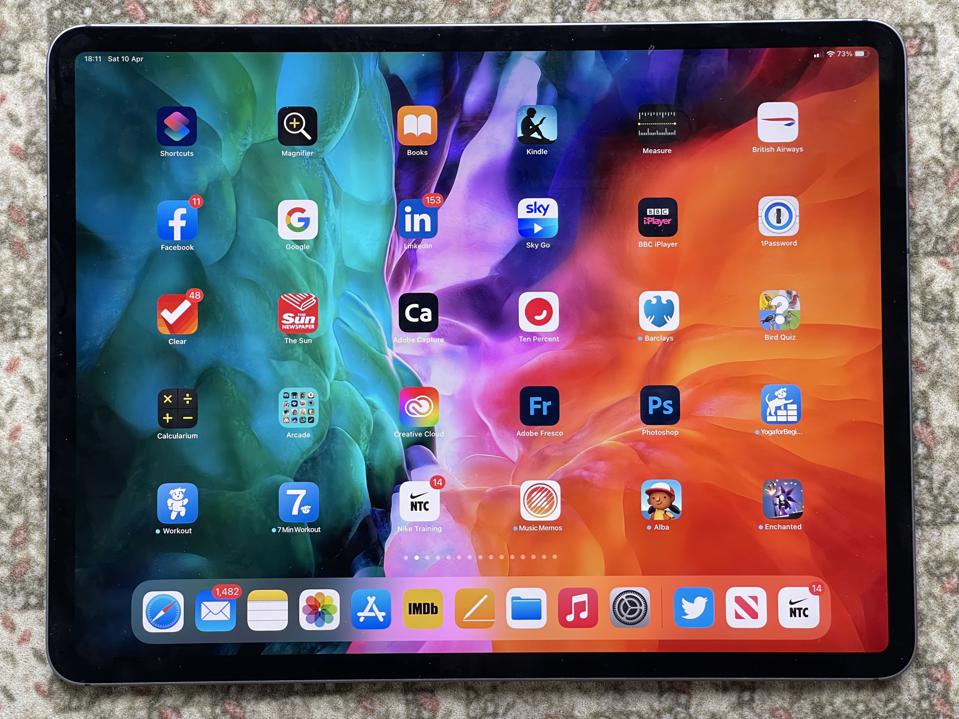 18:11 Sat 10 Apr
73%
Shortcuts
Magnifier
Books
Kindle
Measure
British Airways
11
153
in
sky
BBC
iPlayer
Facebook
Google
LinkedIn
Sky Go
BBC iPlayer
1Password
48
THE
Sun
NEWSPAPER
Ca
Clear
The Sun
Adobe Capture
Ten Percent
Barclays
Bird Quiz
Fr
Ps
Calcularium
Arcade
Creative Cloud
Adobe Fresco
Photoshop
YogaforBegi...
7
14
NTC
Workout
7 Min Workout
Nike Training
Music Memos
Alba
Enchanted
1,482
IMDb
14
NTC